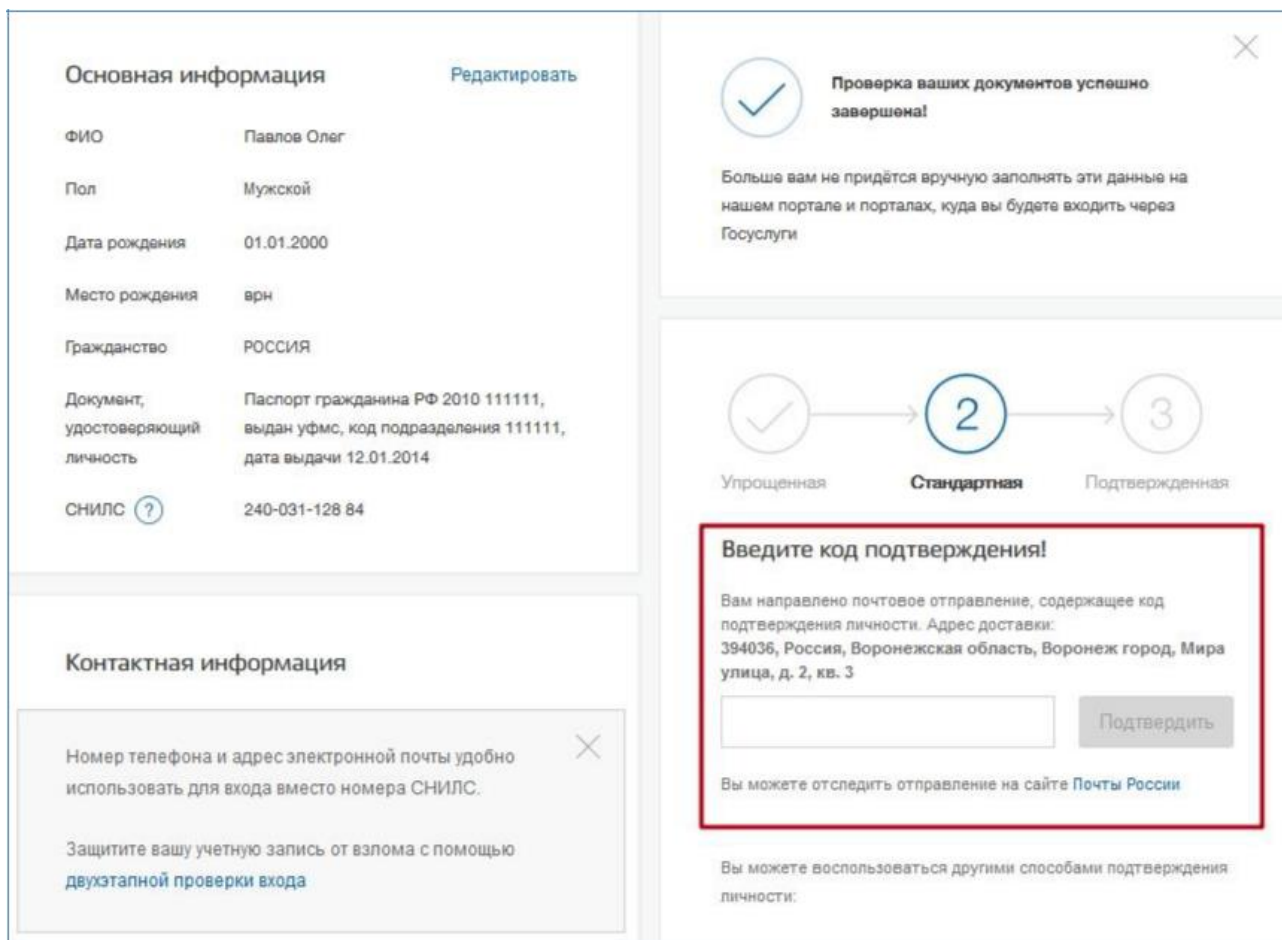 Основная информация
Редактировать
ФИО
Павлов Олег
Пол
Мужской
Дата рождения
01.01.2000
Место рождения
врн
Гражданство
РОССИЯ
Документ,
удостоверяющий
личность
Паспорт гражданина РФ 2010 111111,
выдан уфмс, код подразделения 111111,
дата выдачи 12.01.2014
СНИЛС ?
240-031-128 84
Контактная информация
Номер телефона и адрес электронной почты удобно
использовать для входа вместо номера СНИЛС.
Защитите вашу учетную запись от взлома с помощью
двухэтапной проверки входа
Проверка ваших документов успешно
завершена!
Больше вам не придётся вручную заполнять эти данные на
нашем портале и порталах, куда вы будете входить через
Госуслуги
2
3
Упрощенная
Стандартная
Подтвержденная
Введите код подтверждения!
Вам направлено почтовое отправление, содержащее код
подтверждения личности. Адрес доставки:
394036, Россия, Воронежская область, Воронеж город, Мира
улица, д. 2, кв. 3
Подтвердить
Вы можете отследить отправление на сайте Почты России
Вы можете воспользоваться другими способами подтверждения
личности: